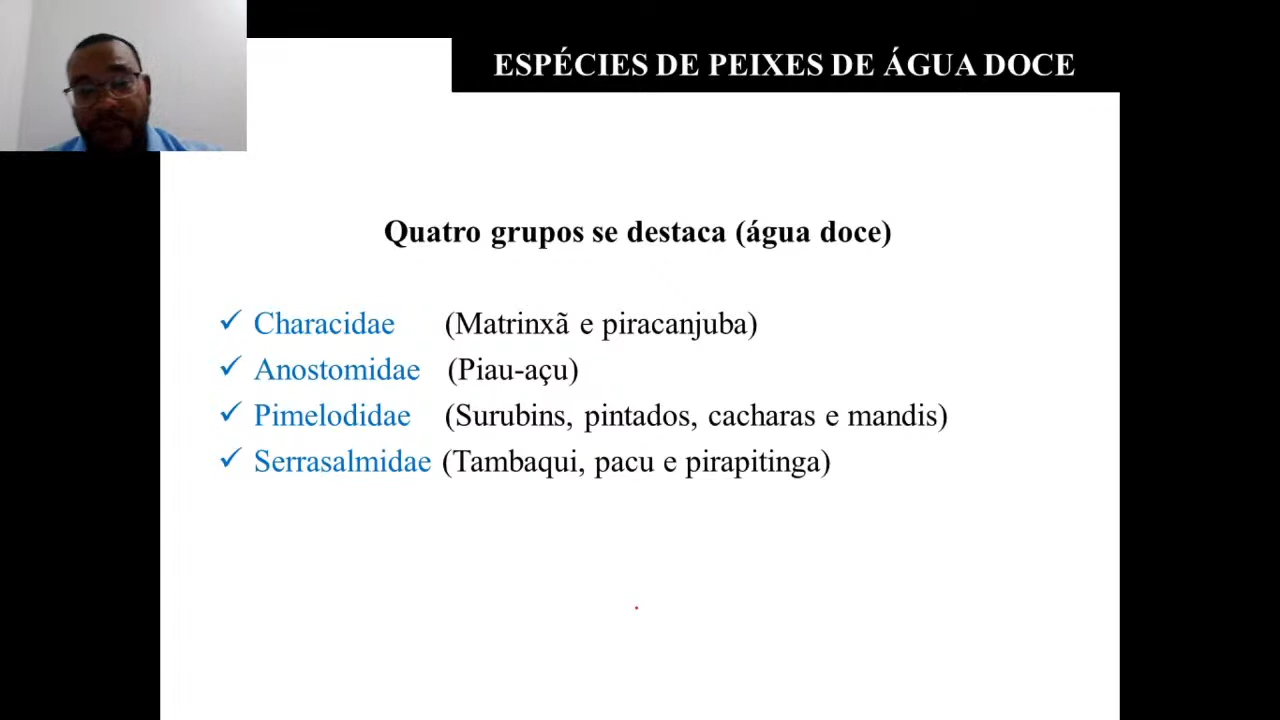 ESPÉCIES DE PEIXES DE ÁGUA DOCE
Quatro grupos se destaca (água doce)
✓ Characidae (Matrinxã e piracanjuba)
✓ Anostomidae (Piau-açu)
✓ Pimelodidae (Surubins, pintados, cacharas e mandis)
✓ Serrasalmidae (Tambaqui, pacu e pirapitinga)